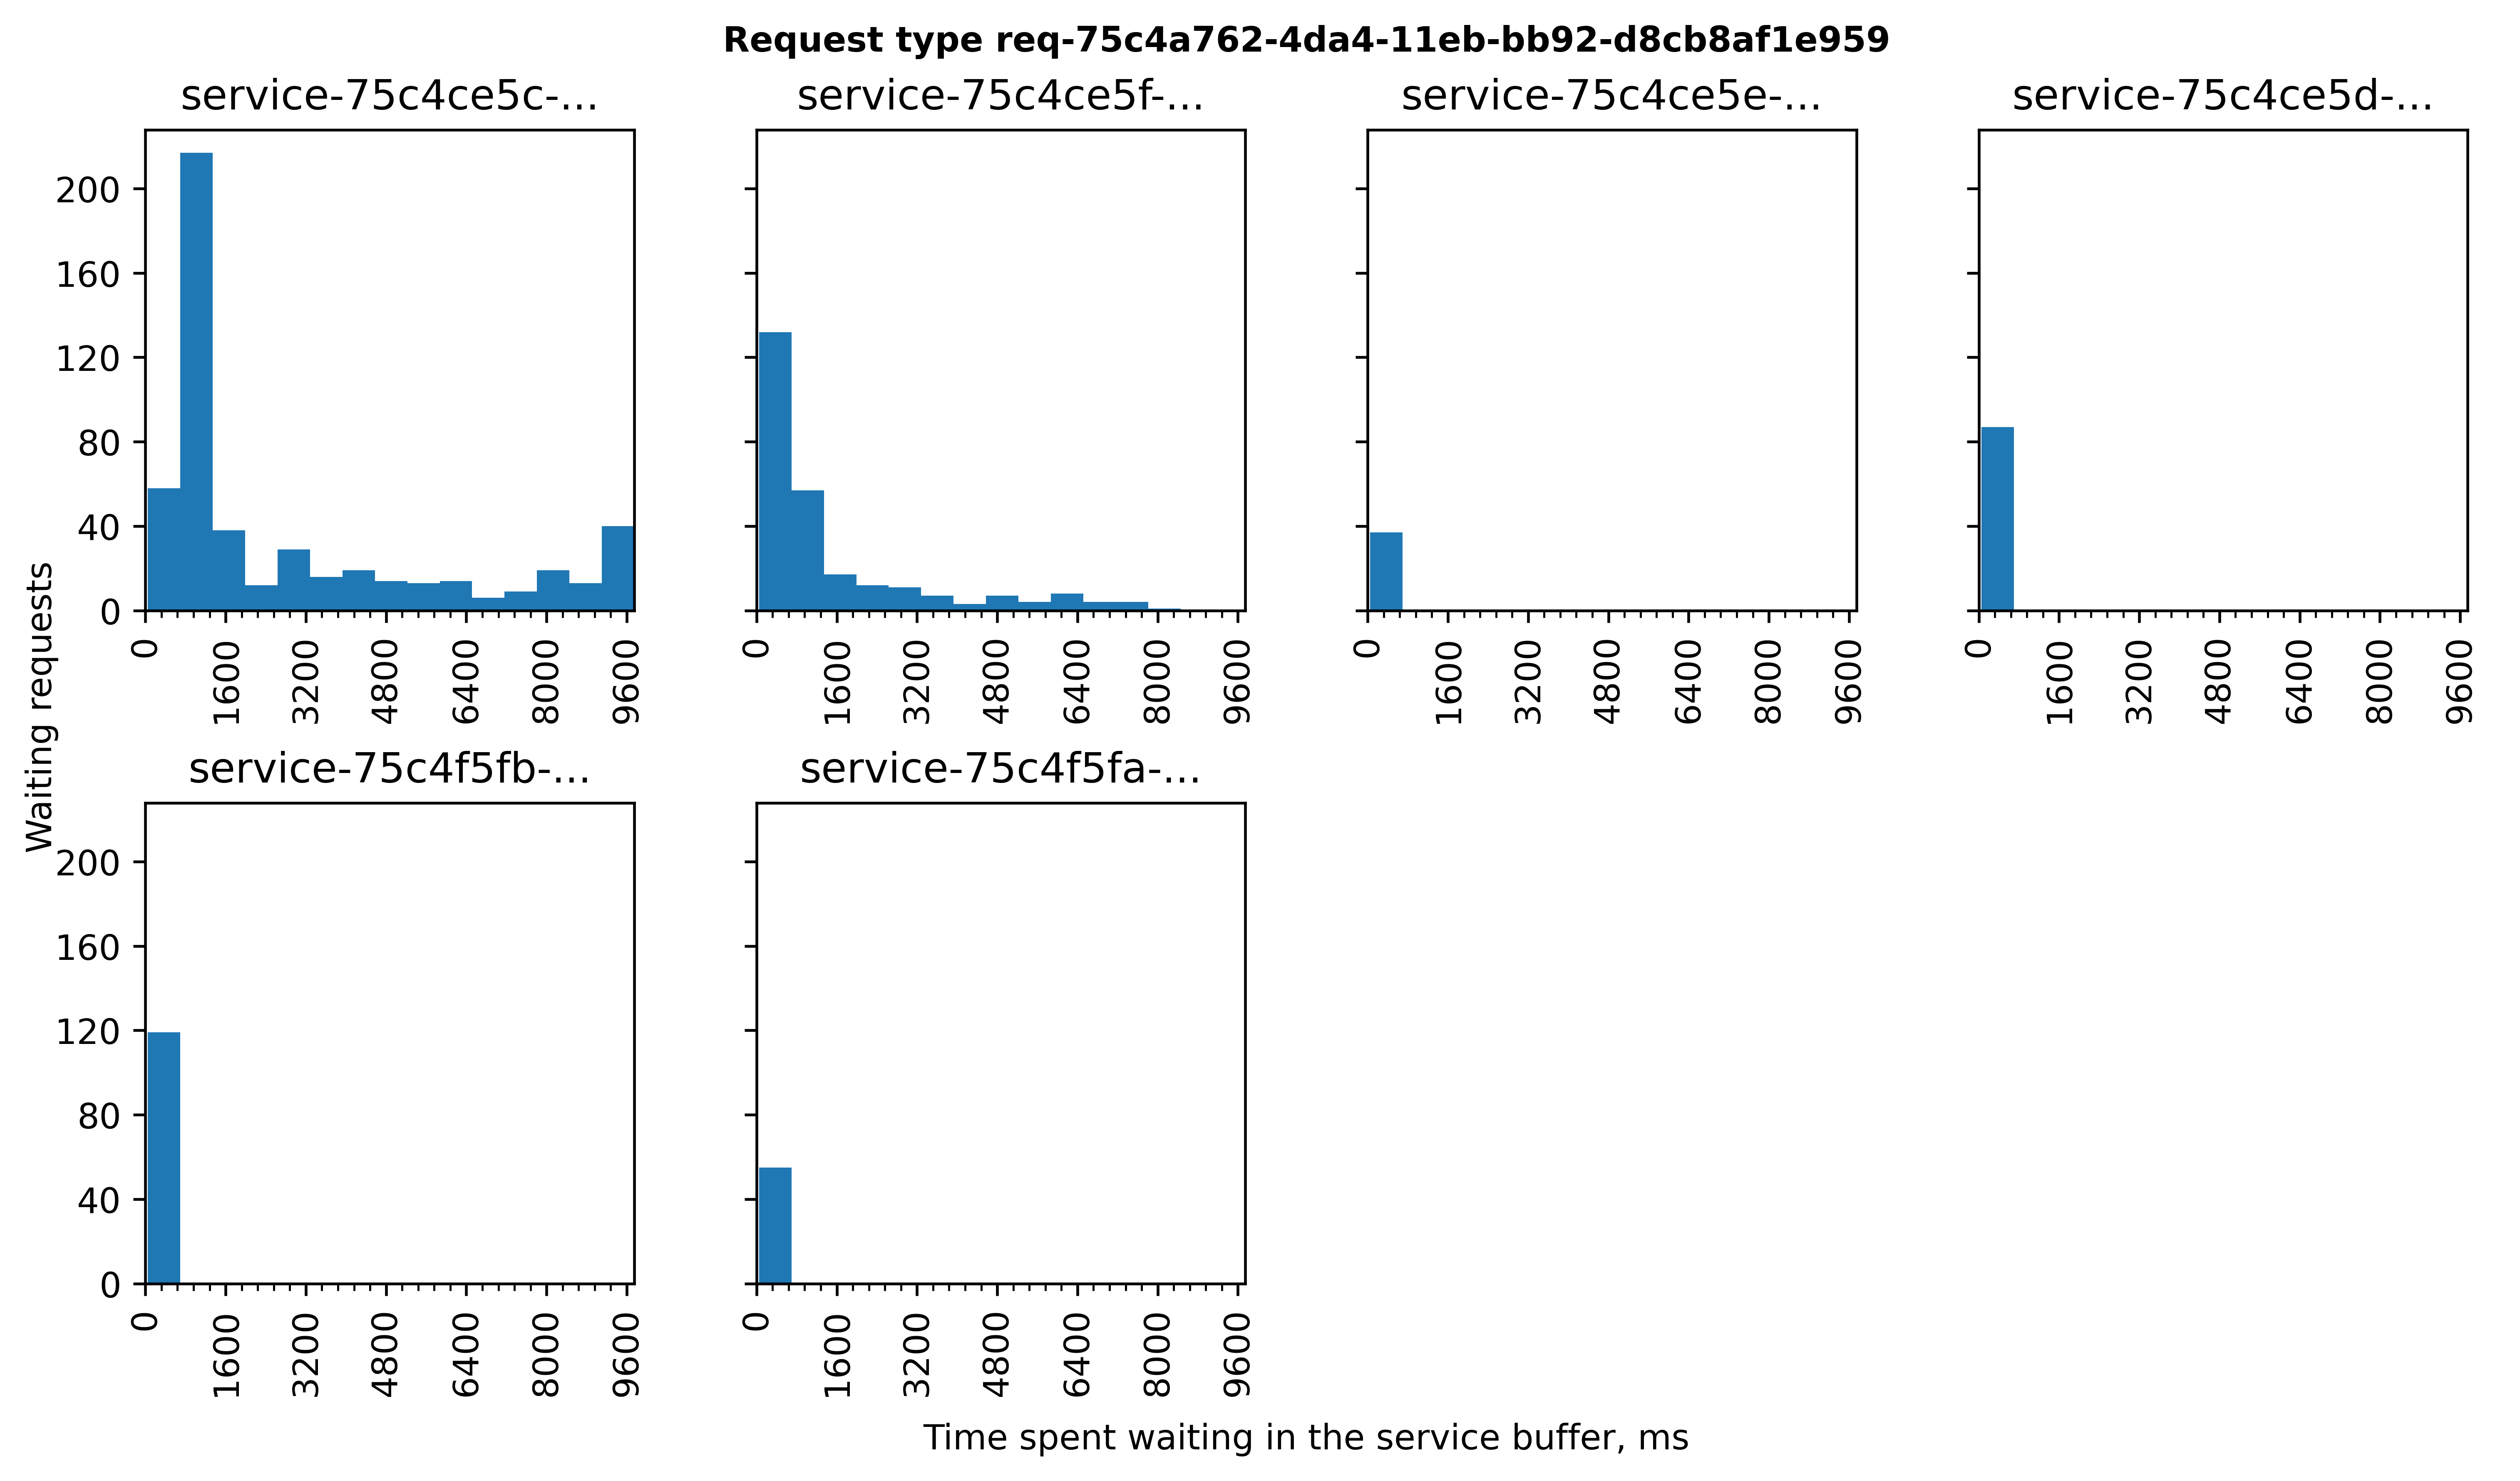 Request type req-75c4a762-4da4-11eb-bb92-d8cb8af1e959
service-75c4ce5c-...
service-75c4ce5f-...
service-75c4ce5e-...
service-75c4ce5d-...
200
160
120
80
40
0
0 1600 3200 4800 6400 8000 9600
0 1600 3200 4800 6400 8000 9600
0 1600 3200 4800 6400 8000 9600
0 1600 3200 4800 6400 8000 9600
Waiting requests
service-75c4f5fb-...
service-75c4f5fa-...
200
160
120
80
40
0
0 1600 3200 4800 6400 8000 9600
0 1600 3200 4800 6400 8000 9600
Time spent waiting in the service buffer, ms